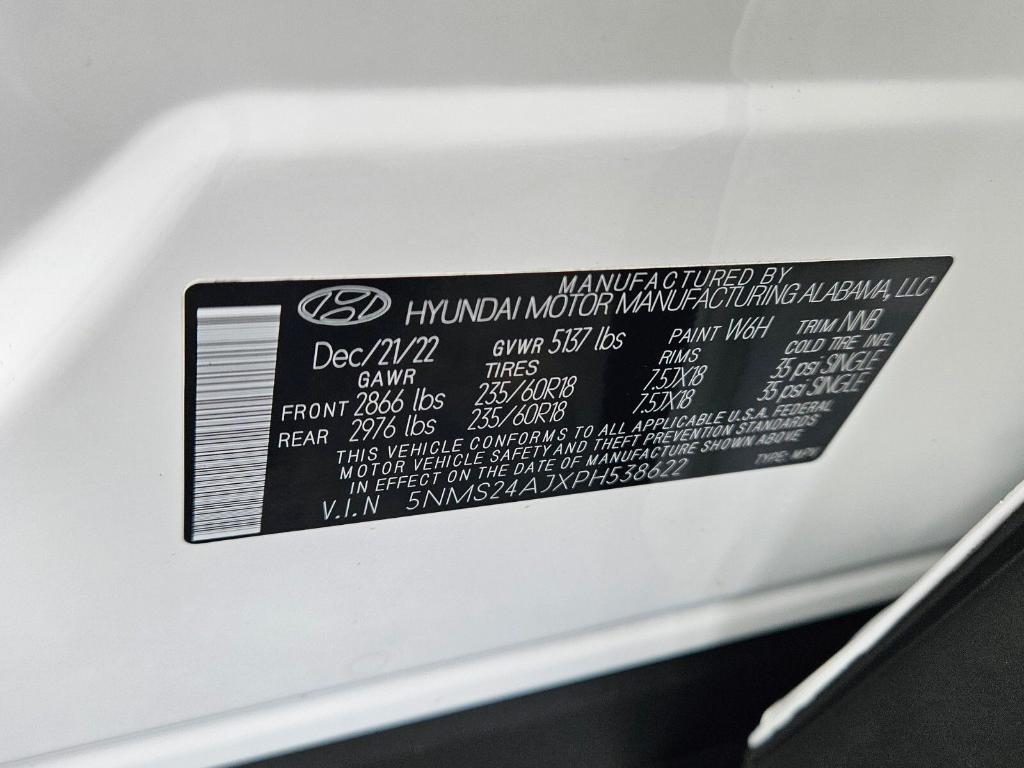 MANUFACTURED BY
HYUNDAI MOTOR MANUFACTURING ALABAMA, LLC
Dec/21/22 GVWR 5137 lbs PAINT W6H TRIM NNB
GAWR TIRES RIMS COLD TIRE INFL
FRONT 2866 lbs 235/60R18 7.5JX18 35 psi SINGLE
REAR 2976 lbs 235/60R18 7.5JX18 35 psi SINGLE
THIS VEHICLE CONFORMS TO ALL APPLICABLE U.S.A. FEDERAL
MOTOR VEHICLE SAFETY AND THEFT PREVENTION STANDARDS
IN EFFECT ON THE DATE OF MANUFACTURE SHOWN ABOVE
V.I.N 5NMS24AJXPH538622 TYPE: MPV